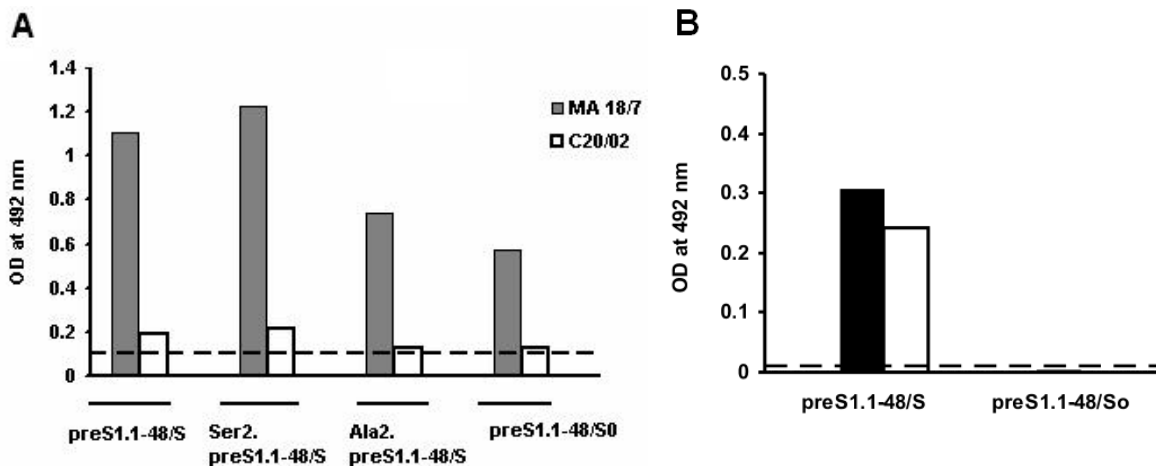 A
OD at 492 nm
1.4
1.2
1
0.8
0.6
0.4
0.2
0
MA 18/7
C20/02
preS1.1-48/S
Ser2.
preS1.1-48/S
Ala2.
preS1.1-48/S
preS1.1-48/S0
B
OD at 492 nm
0.5
0.4
0.3
0.2
0.1
0
preS1.1-48/S
preS1.1-48/So